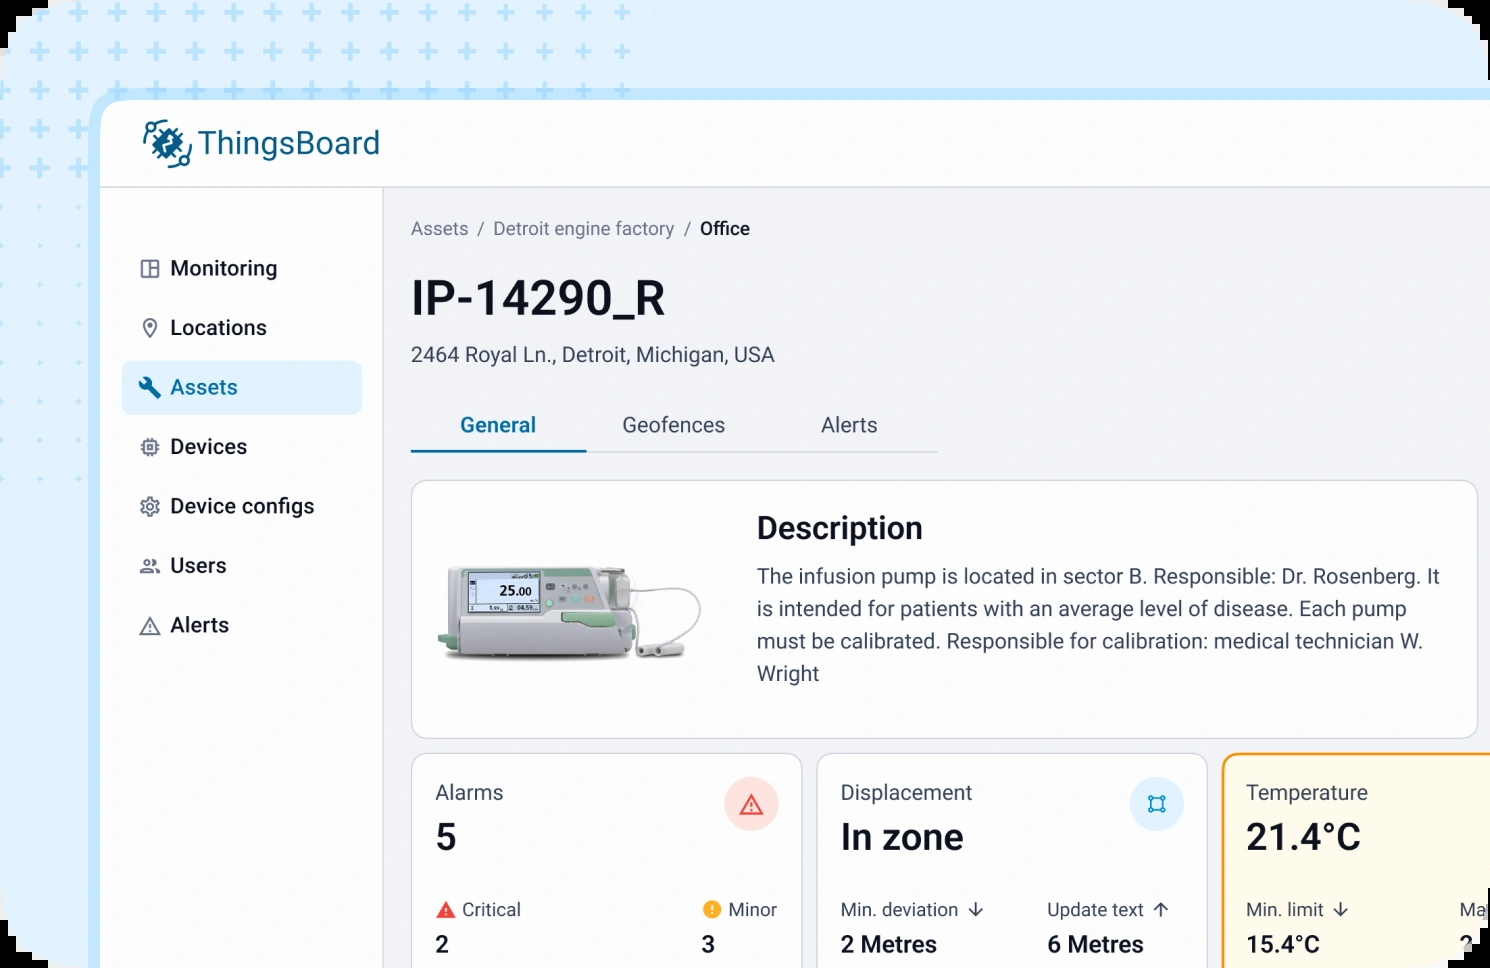 ThingsBoard
Monitoring
Locations
Assets
Devices
Device configs
Users
Alerts
Assets / Detroit engine factory / Office
IP-14290_R
2464 Royal Ln., Detroit, Michigan, USA
General Geofences Alerts
25.00
Description
The infusion pump is located in sector B. Responsible: Dr. Rosenberg. It
is intended for patients with an average level of disease. Each pump
must be calibrated. Responsible for calibration: medical technician W.
Wright
Alarms
5
Critical Minor
2 3
Displacement
In zone
Min. deviation Update text
2 Metres 6 Metres
Temperature
21.4°C
Min. limit
15.4°C